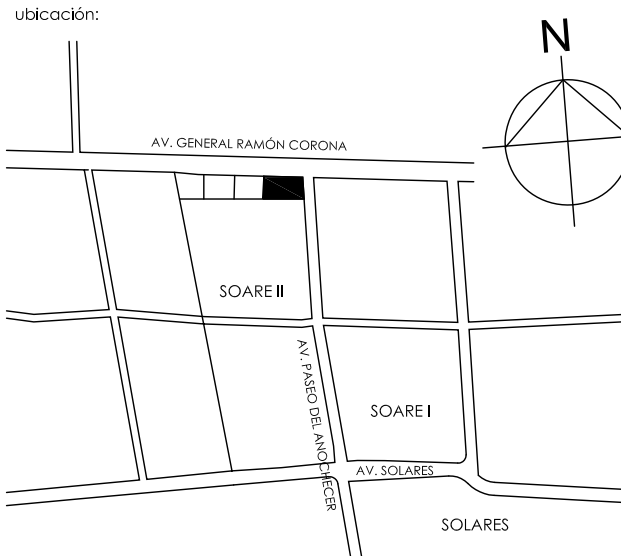 ubicación:
N
AV. GENERAL RAMÓN CORONA
SOARE II
AV. PASEO DEL ANOCHECER
SOARE I
AV. SOLARES
SOLARES